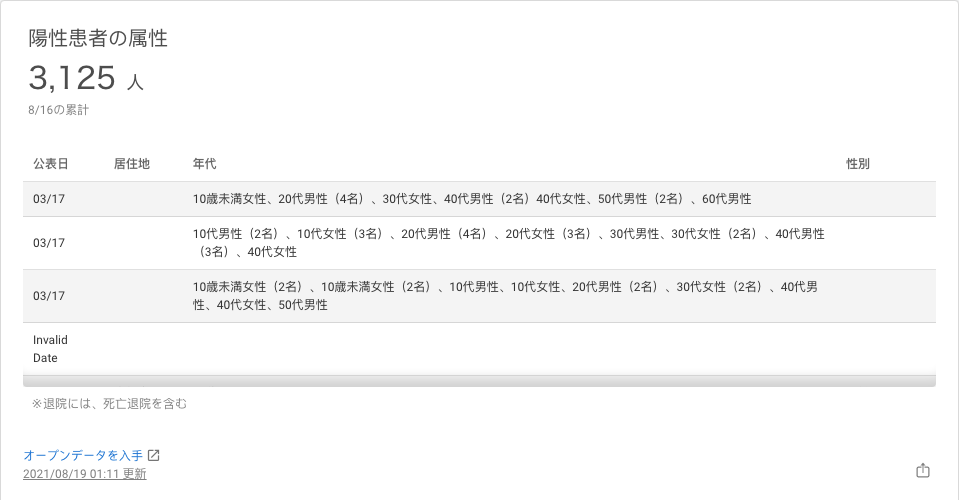 陽性患者の属性
3,125 人
8/16の累計
公表日 居住地 年代 性別
03/17 10歳未満女性、20代男性（4名）、30代女性、40代男性（2名）40代女性、50代男性（2名）、60代男性
03/17 10代男性（2名）、10代女性（3名）、20代男性（4名）、20代女性（3名）、30代男性、30代女性（2名）、40代男性
（3名）、40代女性
03/17 10歳未満女性（2名）、10歳未満女性（2名）、10代男性、10代女性、20代男性（2名）、30代女性（2名）、40代男
性、40代女性、50代男性
Invalid
Date
※退院には、死亡退院を含む
オープンデータを入手
2021/08/19 01:11 更新